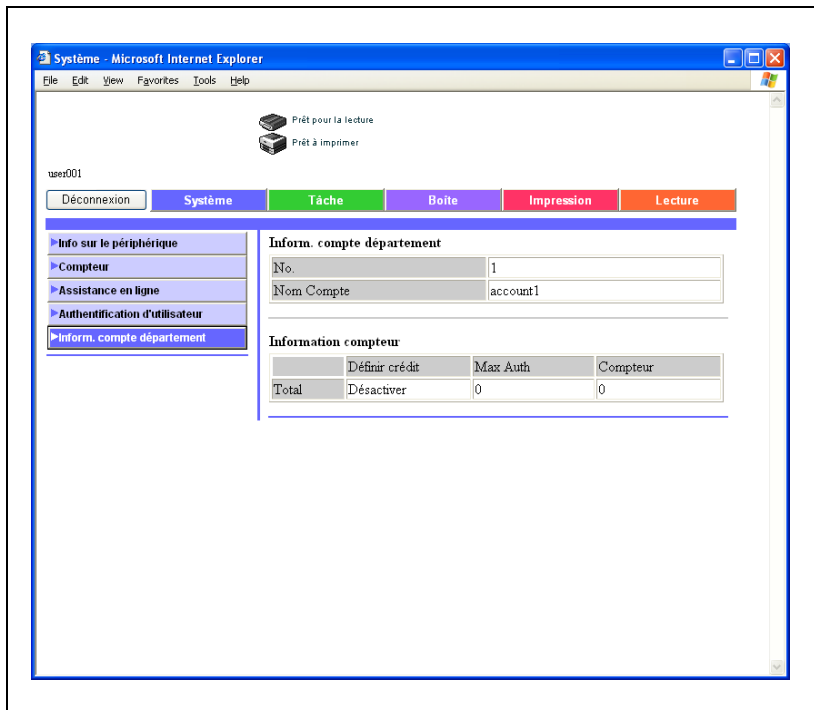 Système - Microsoft Internet Explorer
File Edit View Favorites Tools Help
Prêt pour la lecture
Prêt à imprimer
user001
Déconnexion Système Tâche Boîte Impression Lecture
Info sur le périphérique
Compteur
Assistance en ligne
Authentification d'utilisateur
Inform. compte département
Inform. compte département
No. 1
Nom Compte account1
Information compteur
Définir crédit Max Auth Compteur
Total Désactiver 0 0